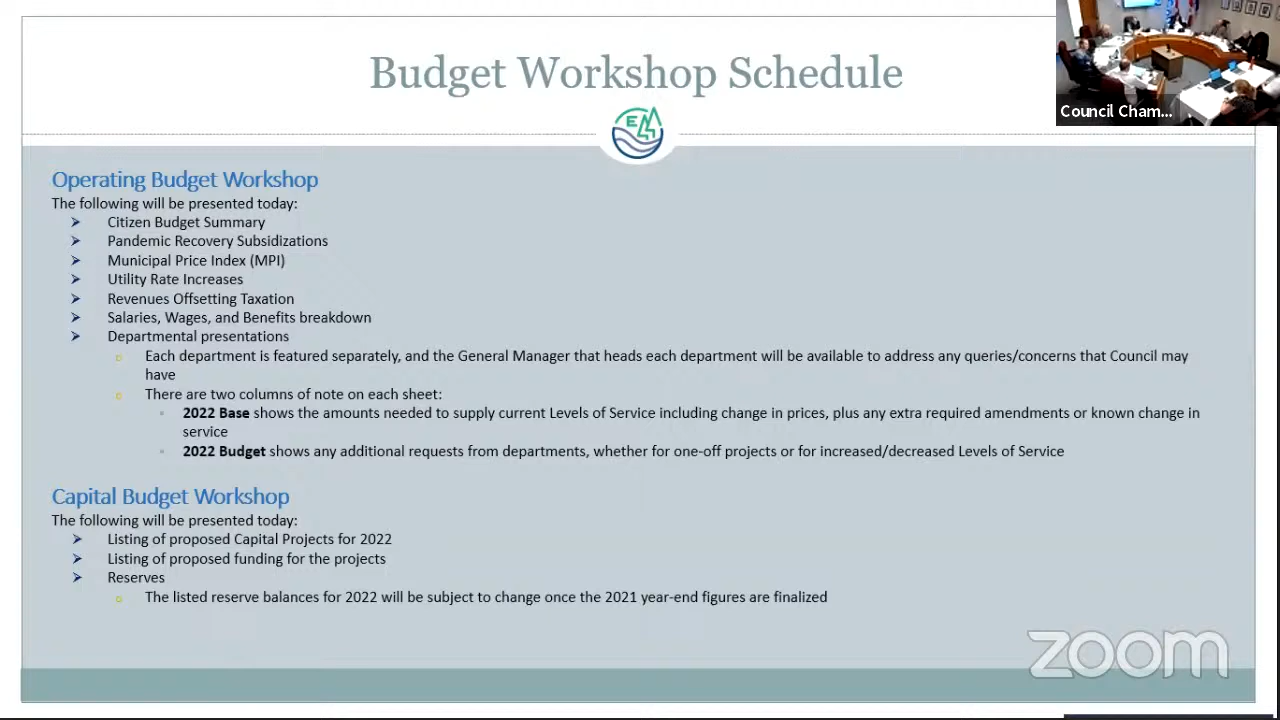 Budget Workshop Schedule
Council Cham...
E
Operating Budget Workshop
The following will be presented today:
Citizen Budget Summary
Pandemic Recovery Subsidizations
Municipal Price Index (MPI)
Utility Rate Increases
Revenues Offsetting Taxation
Salaries, Wages, and Benefits breakdown
Departmental presentations
Each department is featured separately, and the General Manager that heads each department will be available to address any queries/concerns that Council may
have
There are two columns of note on each sheet:
2022 Base shows the amounts needed to supply current Levels of Service including change in prices, plus any extra required amendments or known change in
service
2022 Budget shows any additional requests from departments, whether for one-off projects or for increased/decreased Levels of Service
Capital Budget Workshop
The following will be presented today:
Listing of proposed Capital Projects for 2022
Listing of proposed funding for the projects
Reserves
The listed reserve balances for 2022 will be subject to change once the 2021 year-end figures are finalized
zoom